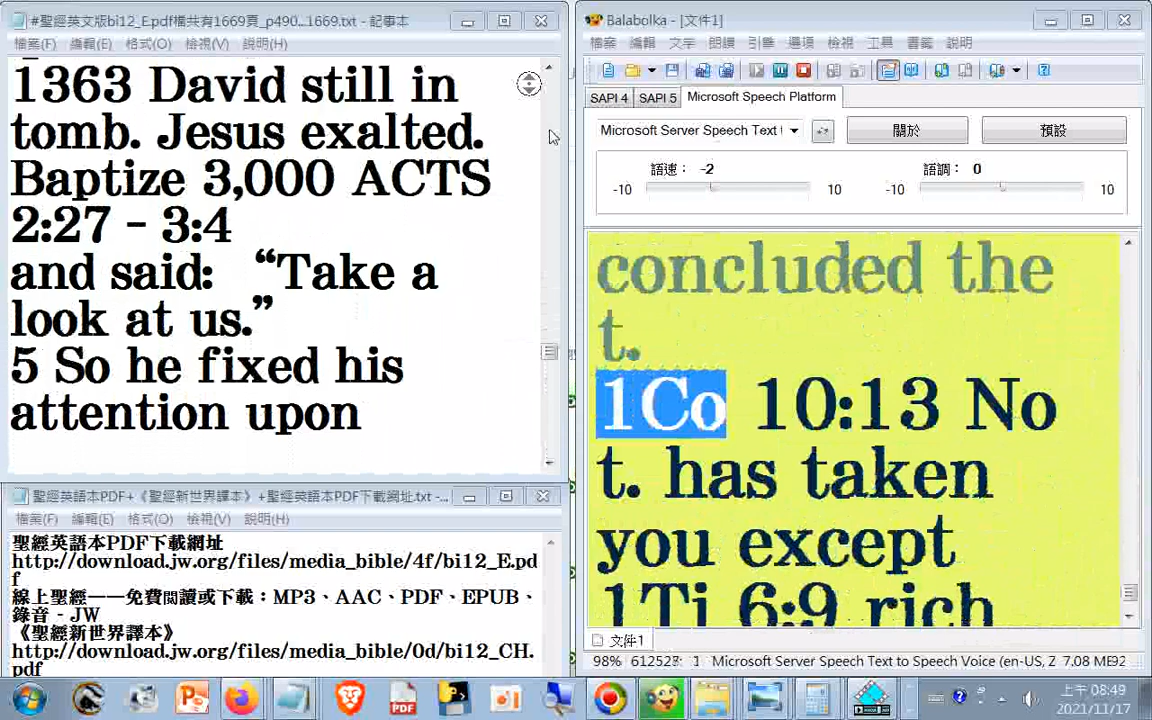 #聖經英文版bi12_E.pdf檔共有1669頁_p490...1669.txt - 記事本
檔案(F) 編輯(E) 格式(O) 檢視(V) 說明(H)
1363 David still in
tomb. Jesus exalted.
Baptize 3,000 ACTS
2:27 – 3:4
and said: “Take a
look at us.”
5 So he fixed his
attention upon
聖經英語本PDF+《聖經新世界譯本》+聖經英語本PDF下載網址.txt -...
檔案(F) 編輯(E) 格式(O) 檢視(V) 說明(H)
聖經英語本PDF下載網址
http://download.jw.org/files/media_bible/4f/bi12_E.pd
f
線上聖經——免費閱讀或下載：MP3、AAC、PDF、EPUB、
錄音 - JW
《聖經新世界譯本》
http://download.jw.org/files/media_bible/0d/bi12_CH.
pdf
Balabolka - [文件1]
檔案 編輯 文字 朗讀 引擎 選項 檢視 工具 書籤 說明
SAPI 4 SAPI 5 Microsoft Speech Platform
Microsoft Server Speech Text
關於
預設
語速： -2
-10 10
語調： 0
-10 10
concluded the
t.
1Co 10:13 No
t. has taken
you except
1Ti 6:9 rich
文件1
98% 612527: 1 Microsoft Server Speech Text to Speech Voice (en-US, Z 7.08 ME92
上午 08:49
2021/11/17